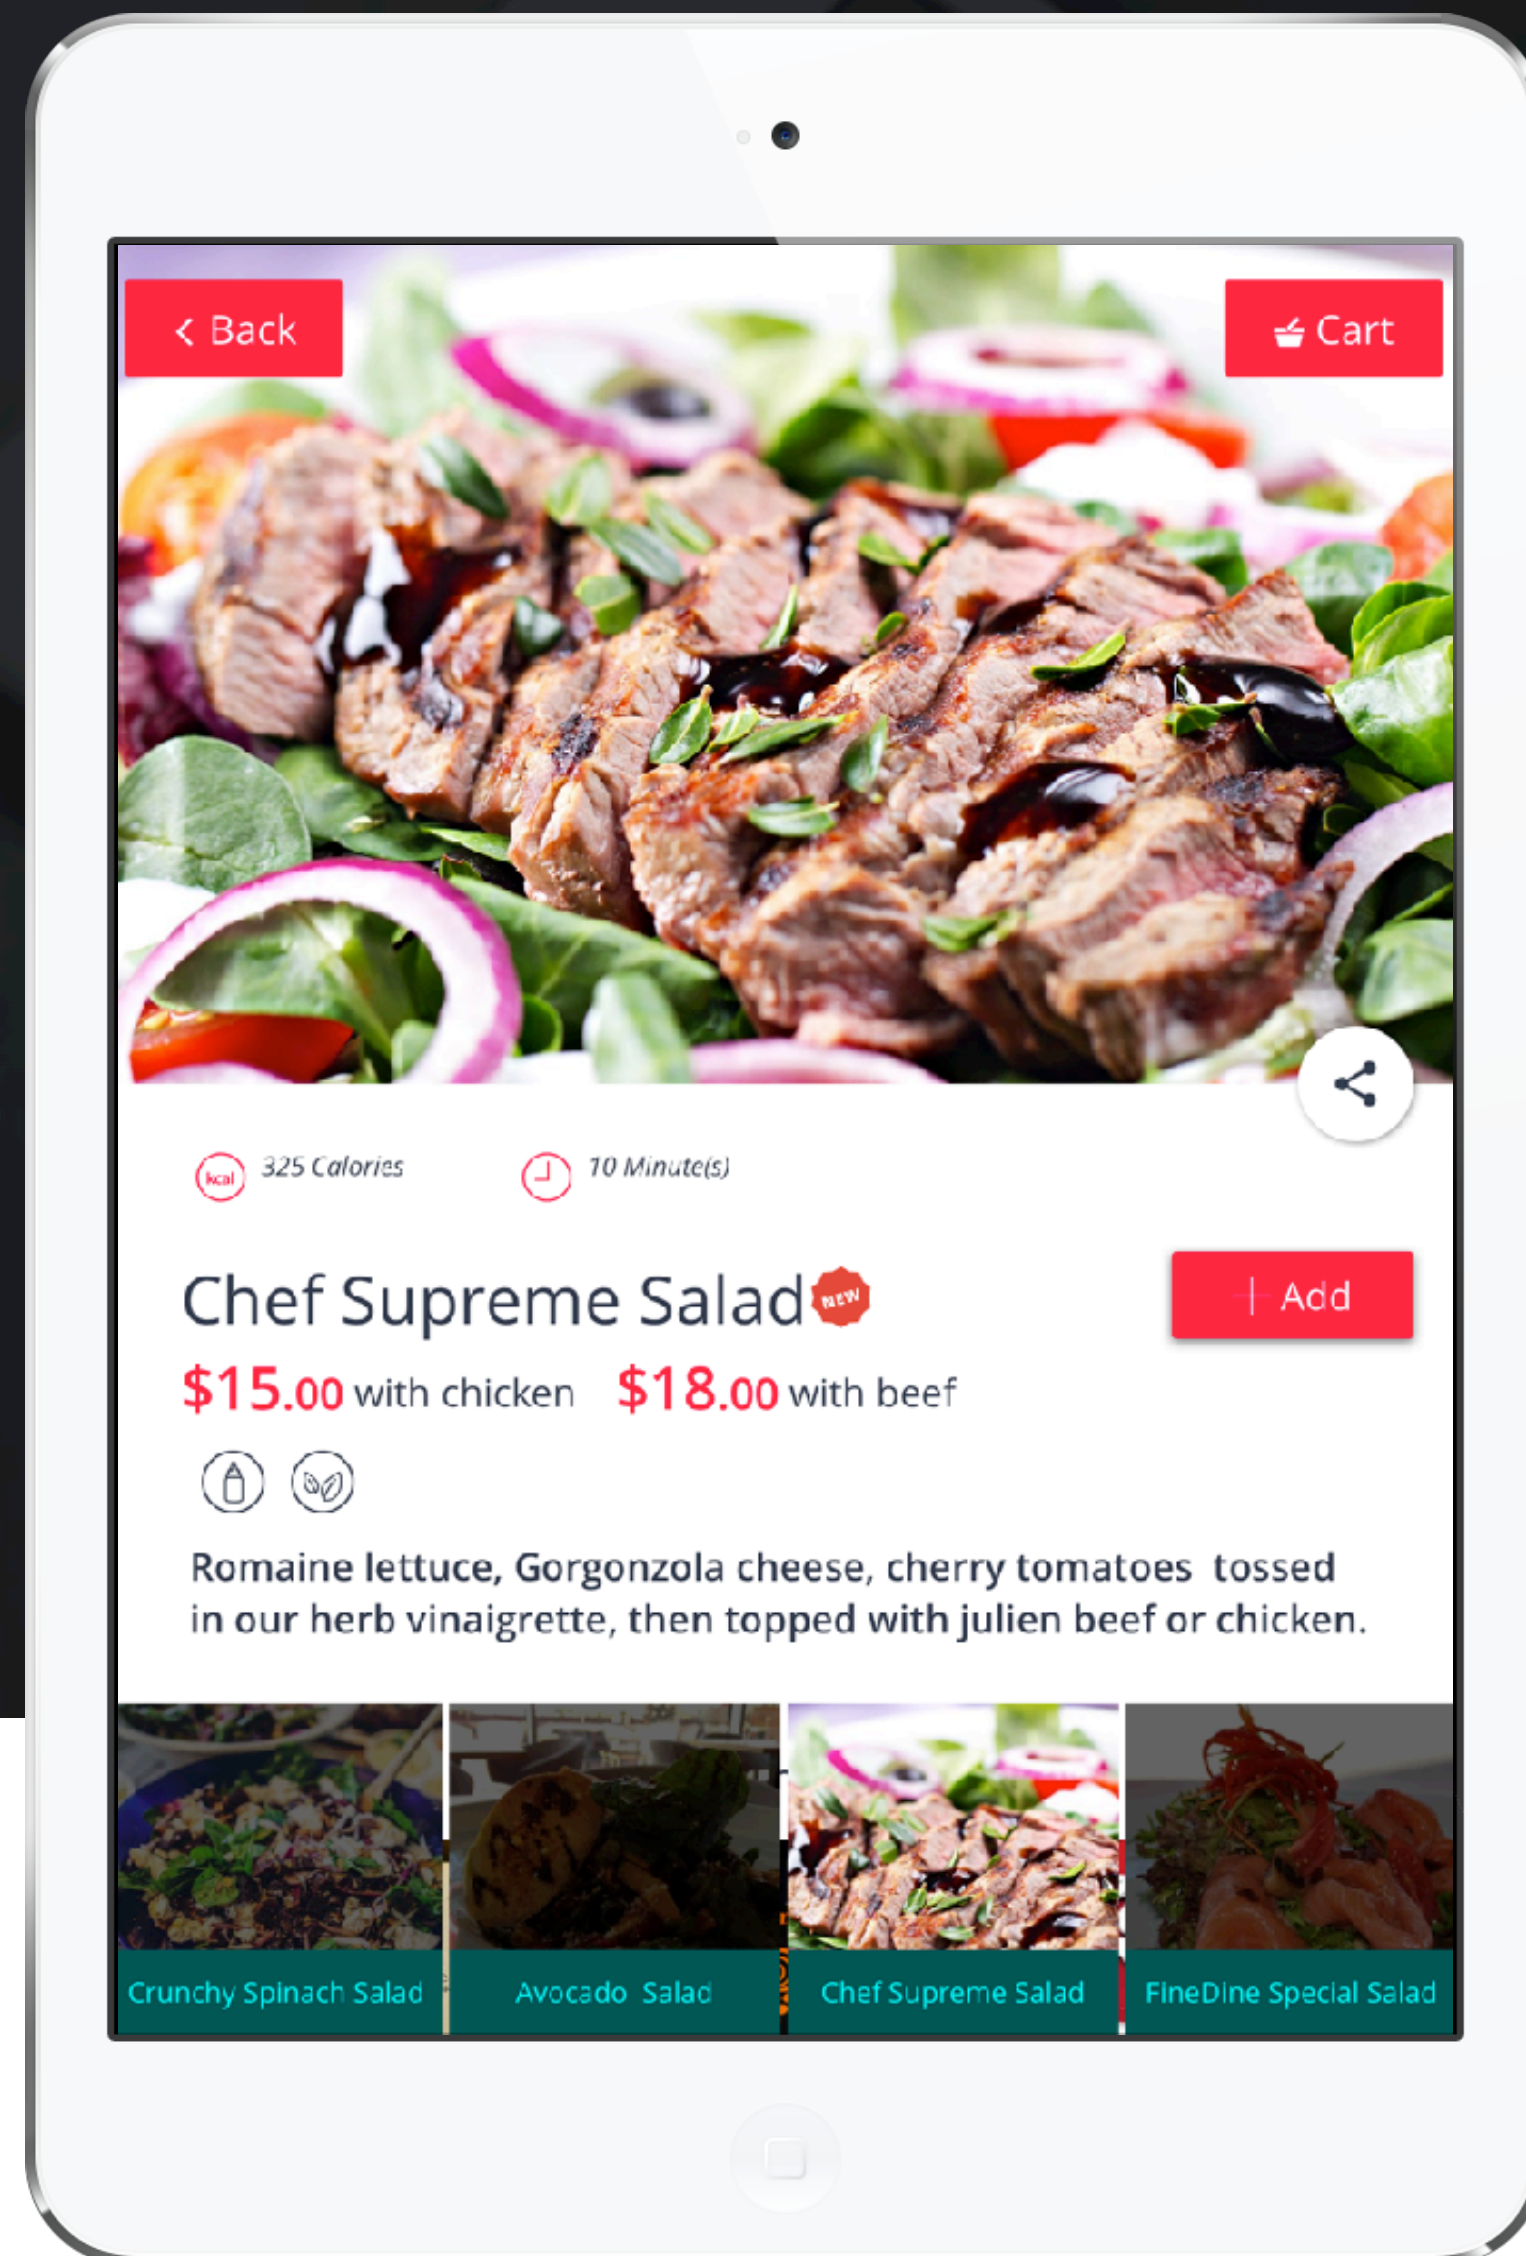 Back
Cart
kcal
325 Calories
10 Minute(s)
Chef Supreme Salad
NEW
+ Add
$15.00 with chicken $18.00 with beef
Romaine lettuce, Gorgonzola cheese, cherry tomatoes tossed
in our herb vinaigrette, then topped with julien beef or chicken.
Crunchy Spinach Salad
Avocado Salad
Chef Supreme Salad
FineDine Special Salad